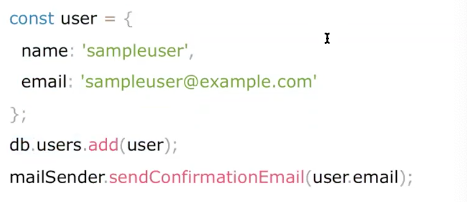 const user = {
name: 'sampleuser',
email: 'sampleuser@example.com'
};
db.users.add(user);
mailSender.sendConfirmationEmail(user.email);